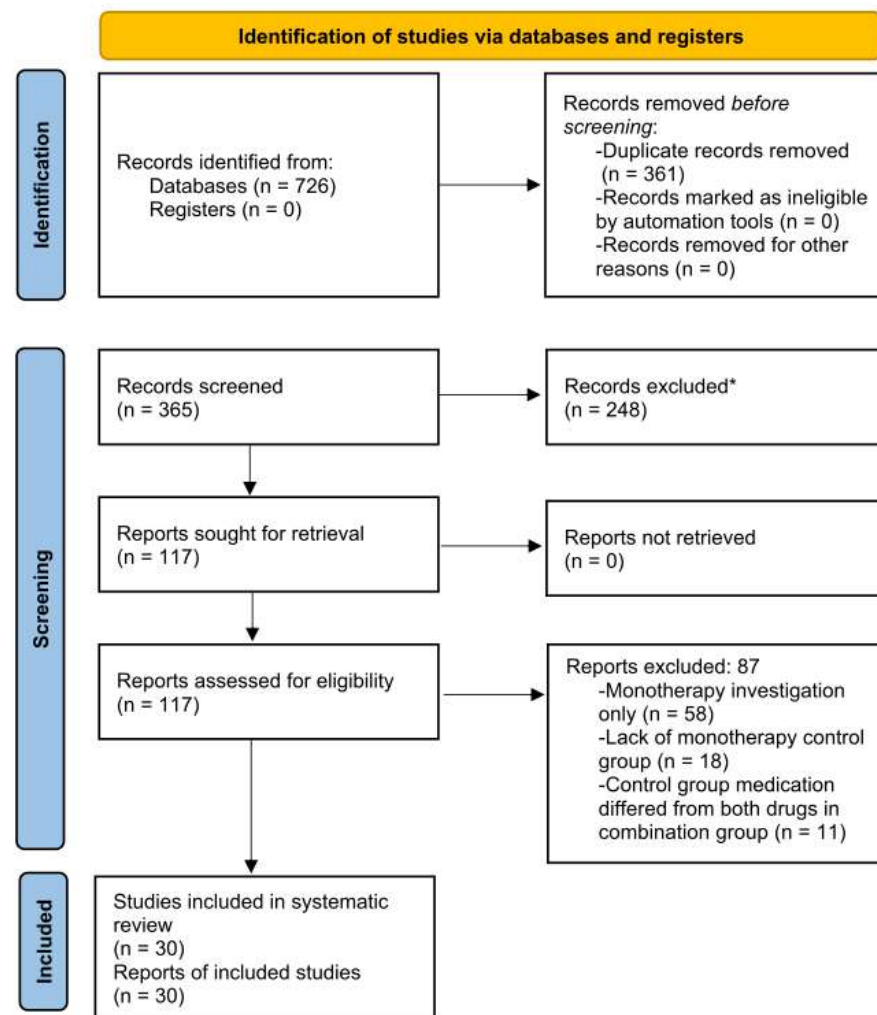 Identification of studies via databases and registers
Identification
Records identified from:
Databases (n = 726)
Registers (n = 0)
Records removed before
screening:
-Duplicate records removed
(n = 361)
-Records marked as ineligible
by automation tools (n = 0)
-Records removed for other
reasons (n = 0)
Screening
Records screened
(n = 365)
Records excluded*
(n = 248)
Reports sought for retrieval
(n = 117)
Reports not retrieved
(n = 0)
Reports assessed for eligibility
(n = 117)
Reports excluded: 87
-Monotherapy investigation
only (n = 58)
-Lack of monotherapy control
group (n = 18)
-Control group medication
differed from both drugs in
combination group (n = 11)
Included
Studies included in systematic
review
(n = 30)
Reports of included studies
(n = 30)